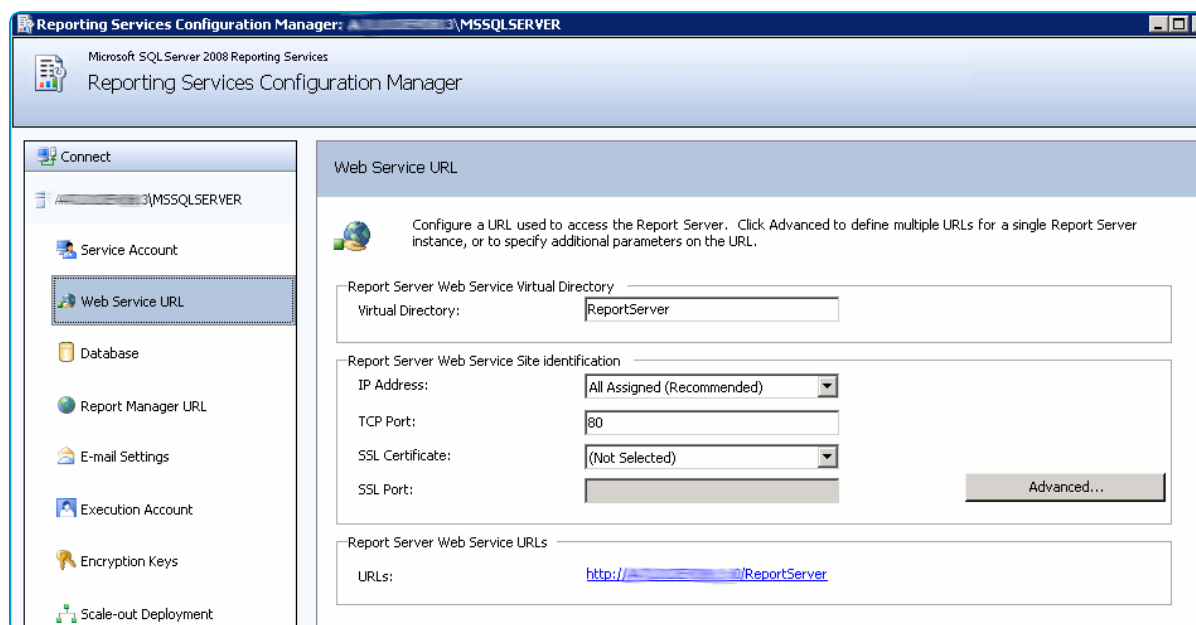 Reporting Services Configuration Manager: \MSSQLSERVER
Microsoft SQL Server 2008 Reporting Services
Reporting Services Configuration Manager
Connect
\MSSQLSERVER
Service Account
Web Service URL
Database
Report Manager URL
E-mail Settings
Execution Account
Encryption Keys
Scale-out Deployment
Web Service URL
Configure a URL used to access the Report Server. Click Advanced to define multiple URLs for a single Report Server
instance, or to specify additional parameters on the URL.
Report Server Web Service Virtual Directory
Virtual Directory: ReportServer
Report Server Web Service Site identification
IP Address: All Assigned (Recommended)
TCP Port: 80
SSL Certificate: (Not Selected)
SSL Port:
Advanced...
Report Server Web Service URLs
URLs: http:// /ReportServer